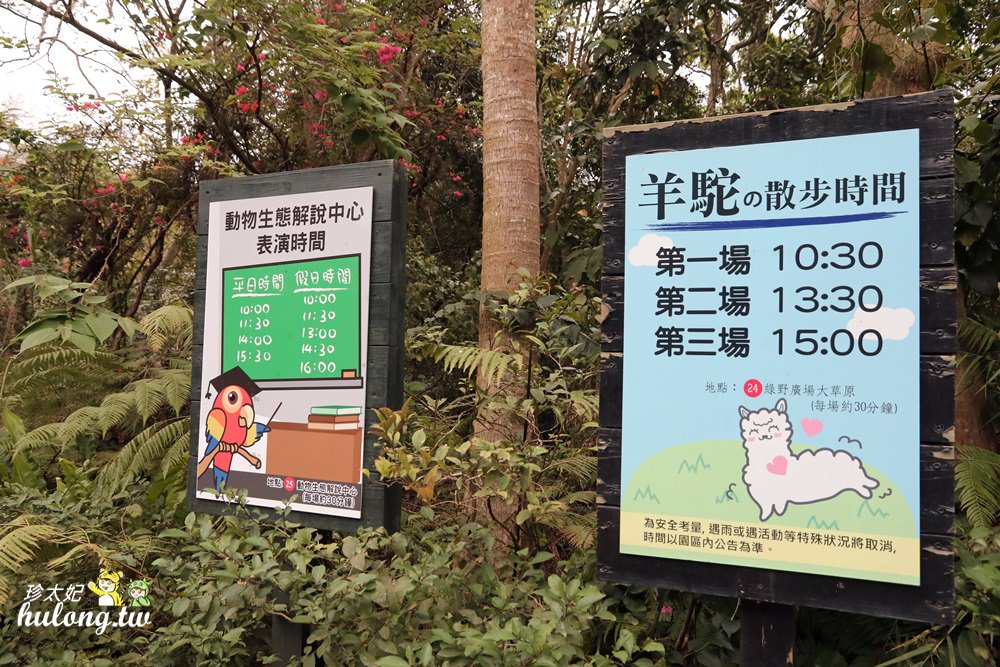 動物生態解說中心
表演時間
平日時間 假日時間
10:00 10:00
11:30 11:30
14:00 13:00
15:30 14:30
16:00
地點 25 動物生態解說中心
(每場約30分鐘)
羊駝の散步時間
第一場 10:30
第二場 13:30
第三場 15:00
地點： 24 綠野廣場大草原
(每場約30分鐘)
為安全考量, 遇雨或遇活動等特殊狀況將取消,
時間以園區內公告為準。
珍太妃
hulong.tw